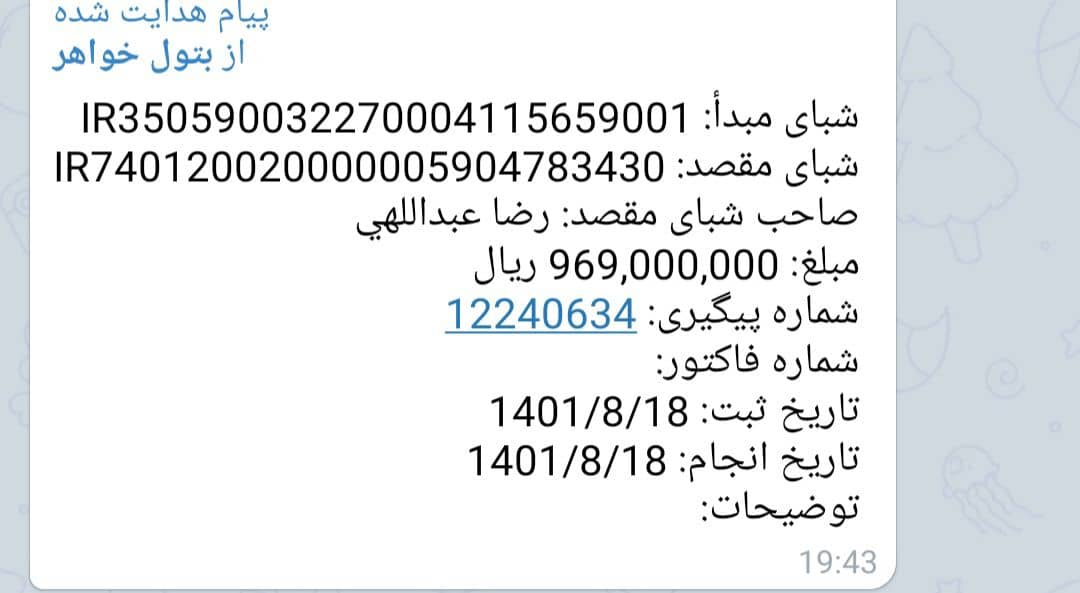 پیام هدایت شده
از بتول خواهر
شبای مبدأ: IR350590032270004115659001
شبای مقصد: IR740120020000005904783430
صاحب شبای مقصد: رضا عبداللهي
مبلغ: 969,000,000 ریال
شماره پیگیری: 12240634
شماره فاکتور:
تاریخ ثبت: 1401/8/18
تاریخ انجام: 1401/8/18
توضیحات:
19:43